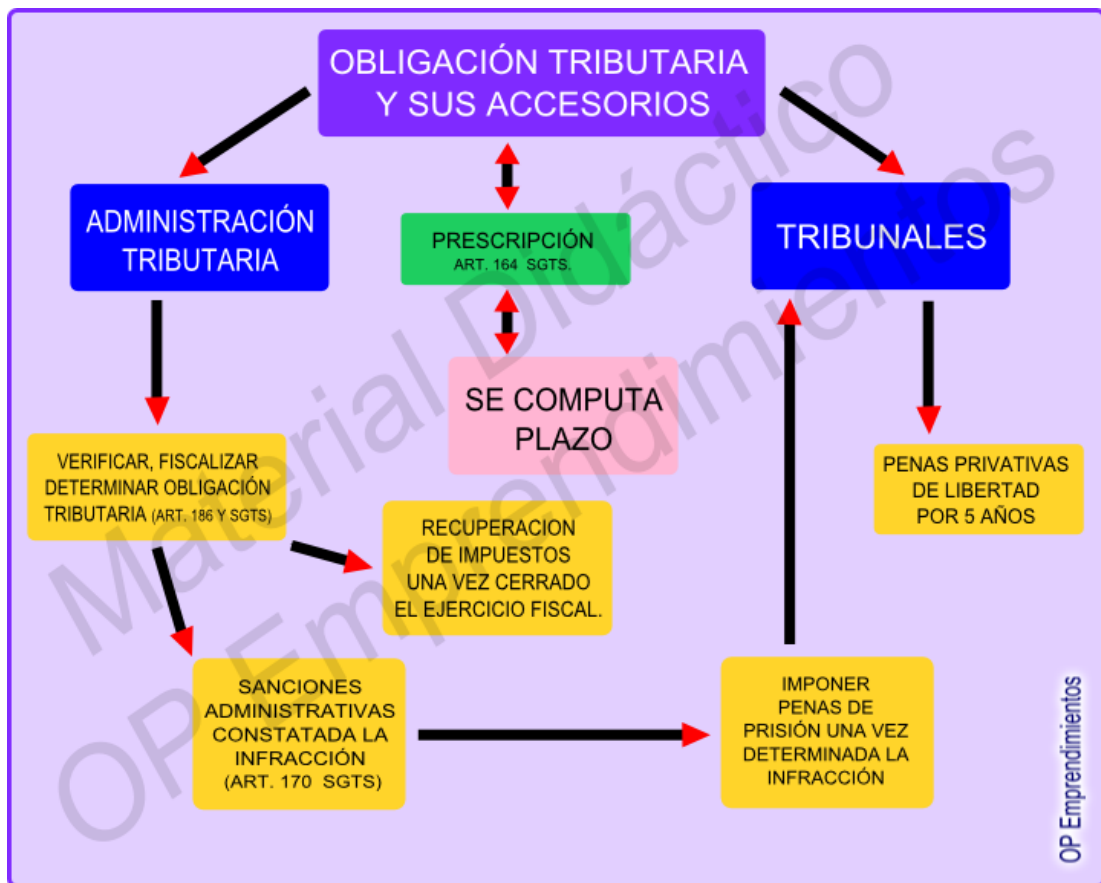 OBLIGACIÓN TRIBUTARIA
Y SUS ACCESORIOS
ADMINISTRACIÓN
TRIBUTARIA
PRESCRIPCIÓN
ART. 164 SGTS.
TRIBUNALES
SE COMPUTA
PLAZO
VERIFICAR, FISCALIZAR
DETERMINAR OBLIGACIÓN
TRIBUTARIA (ART. 186 Y SGTS)
PENAS PRIVATIVAS
DE LIBERTAD
POR 5 AÑOS
RECUPERACION
DE IMPUESTOS
UNA VEZ CERRADO
EL EJERCICIO FISCAL.
SANCIONES
ADMINISTRATIVAS
CONSTATADA LA
INFRACCIÓN
(ART. 170 SGTS)
IMPONER
PENAS DE
PRISIÓN UNA VEZ
DETERMINADA LA
INFRACCIÓN
Material Didáctico
OP Emprendimientos
OP Emprendimientos